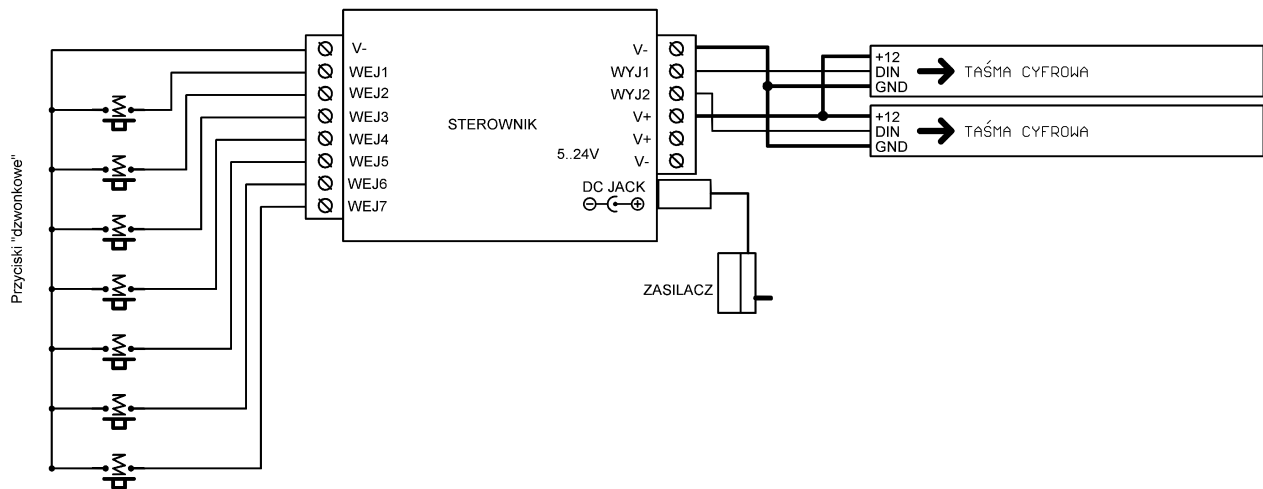 Przyciski "dzwonkowe"
V-
WEJ1
WEJ2
WEJ3
WEJ4
WEJ5
WEJ6
WEJ7
STEROWNIK
5..24V
DC JACK
V-
WYJ1
WYJ2
V+
V+
V-
ZASILACZ
+12
DIN
GND
TAŚMA CYFROWA
+12
DIN
GND
TAŚMA CYFROWA